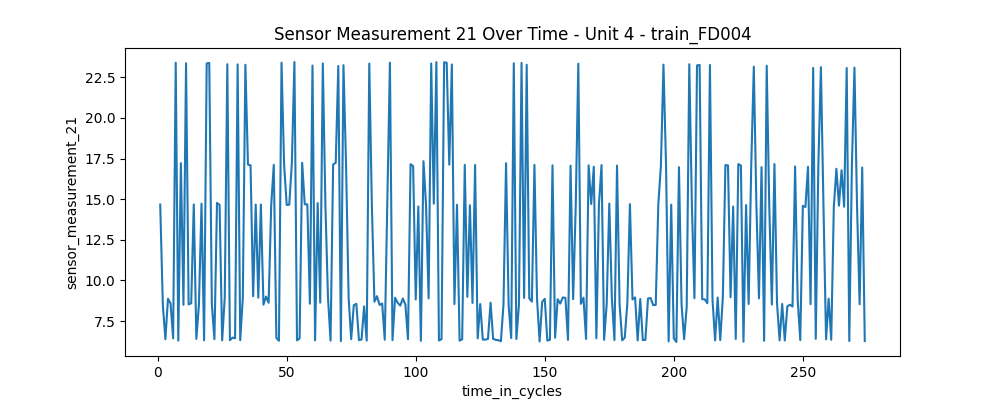 Sensor Measurement 21 Over Time - Unit 4 - train_FD004
sensor_measurement_21
22.5
20.0
17.5
15.0
12.5
10.0
7.5
0 50 100 150 200 250
time_in_cycles